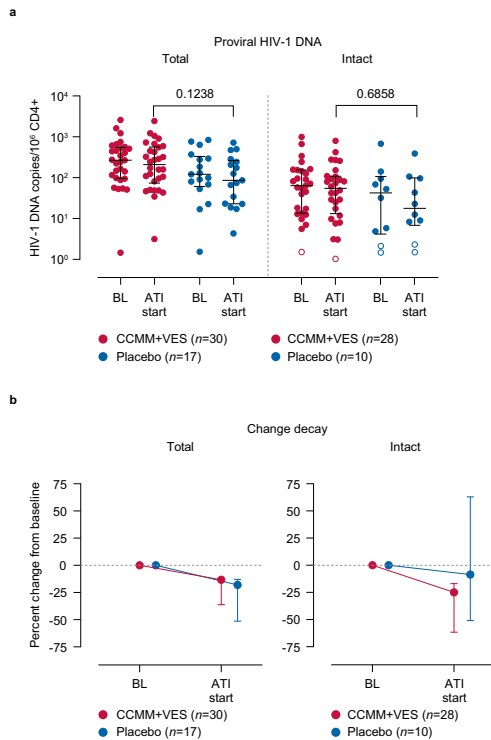 a
Proviral HIV-1 DNA
Total Intact
HIV-1 DNA copies/10⁶ CD4+
10⁴
10³
10²
10¹
10⁰
0.1238
0.6858
BL ATI start BL ATI start BL ATI start BL ATI start
CCMM+VES (n=30) CCMM+VES (n=28)
Placebo (n=17) Placebo (n=10)
b
Change decay
Total Intact
Percent change from baseline
75
50
25
0
-25
-50
-75
BL ATI start
75
50
25
0
-25
-50
-75
BL ATI start
CCMM+VES (n=30) CCMM+VES (n=28)
Placebo (n=17) Placebo (n=10)